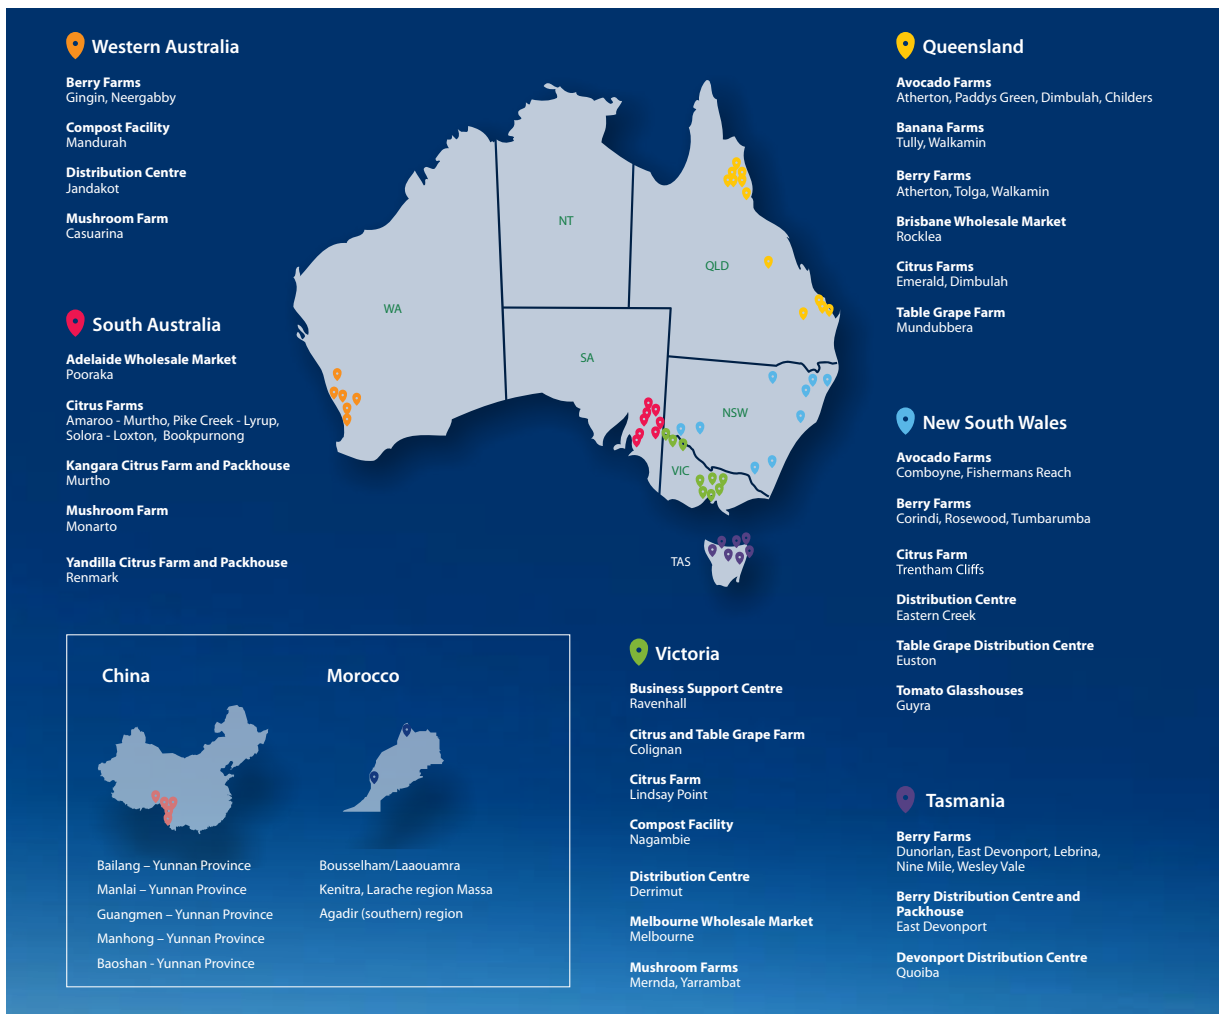 Western Australia
Berry Farms
Gingin, Neergabby
Compost Facility
Mandurah
Distribution Centre
Jandakot
Mushroom Farm
Casuarina
South Australia
Adelaide Wholesale Market
Pooraka
Citrus Farms
Amaroo - Murtho, Pike Creek - Lyrup,
Solora - Loxton, Bookpurnong
Kangara Citrus Farm and Packhouse
Murtho
Mushroom Farm
Monarto
Yandilla Citrus Farm and Packhouse
Renmark
WA
NT
SA
QLD
NSW
VIC
TAS
Queensland
Avocado Farms
Atherton, Paddys Green, Dimbulah, Childers
Banana Farms
Tully, Walkamin
Berry Farms
Atherton, Tolga, Walkamin
Brisbane Wholesale Market
Rocklea
Citrus Farms
Emerald, Dimbulah
Table Grape Farm
Mundubbera
New South Wales
Avocado Farms
Comboyne, Fishermans Reach
Berry Farms
Corindi, Rosewood, Tumbarumba
Citrus Farm
Trentham Cliffs
Distribution Centre
Eastern Creek
Table Grape Distribution Centre
Euston
Tomato Glasshouses
Guyra
China
Bailang – Yunnan Province
Manlai – Yunnan Province
Guangmen – Yunnan Province
Manhong – Yunnan Province
Baoshan - Yunnan Province
Morocco
Bousselham/Laaouamra
Kenitra, Larache region Massa
Agadir (southern) region
Victoria
Business Support Centre
Ravenhall
Citrus and Table Grape Farm
Colignan
Citrus Farm
Lindsay Point
Compost Facility
Nagambie
Distribution Centre
Derrimut
Melbourne Wholesale Market
Melbourne
Mushroom Farms
Mernda, Yarrambat
Tasmania
Berry Farms
Dunorlan, East Devonport, Lebrina,
Nine Mile, Wesley Vale
Berry Distribution Centre and
Packhouse
East Devonport
Devonport Distribution Centre
Quoiba